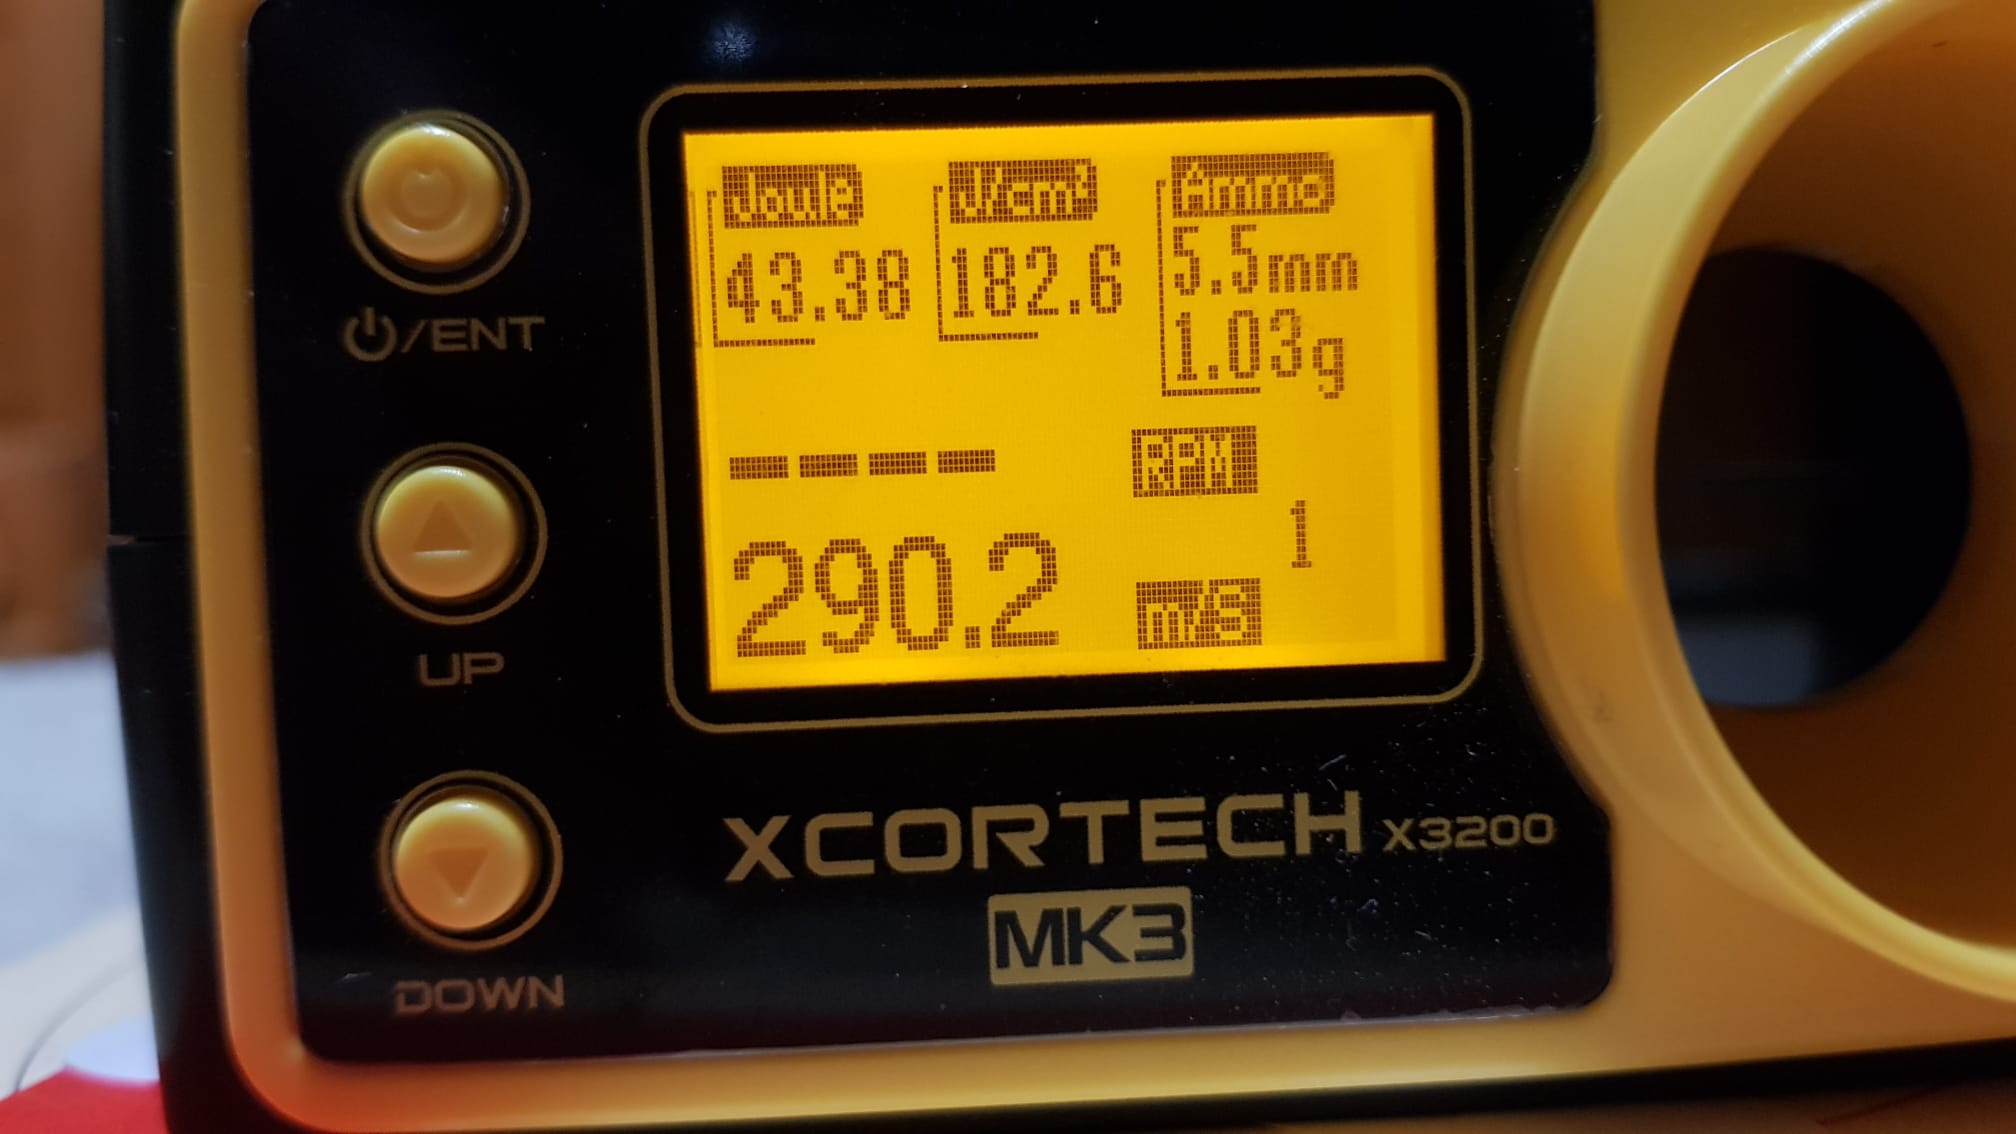 Joule J/cm² Ammo
43.38 182.6 5.5mm
1.03g
---- RPM
1
290.2 m/S
/ENT
UP
DOWN
XCORTECH X3200
MK3